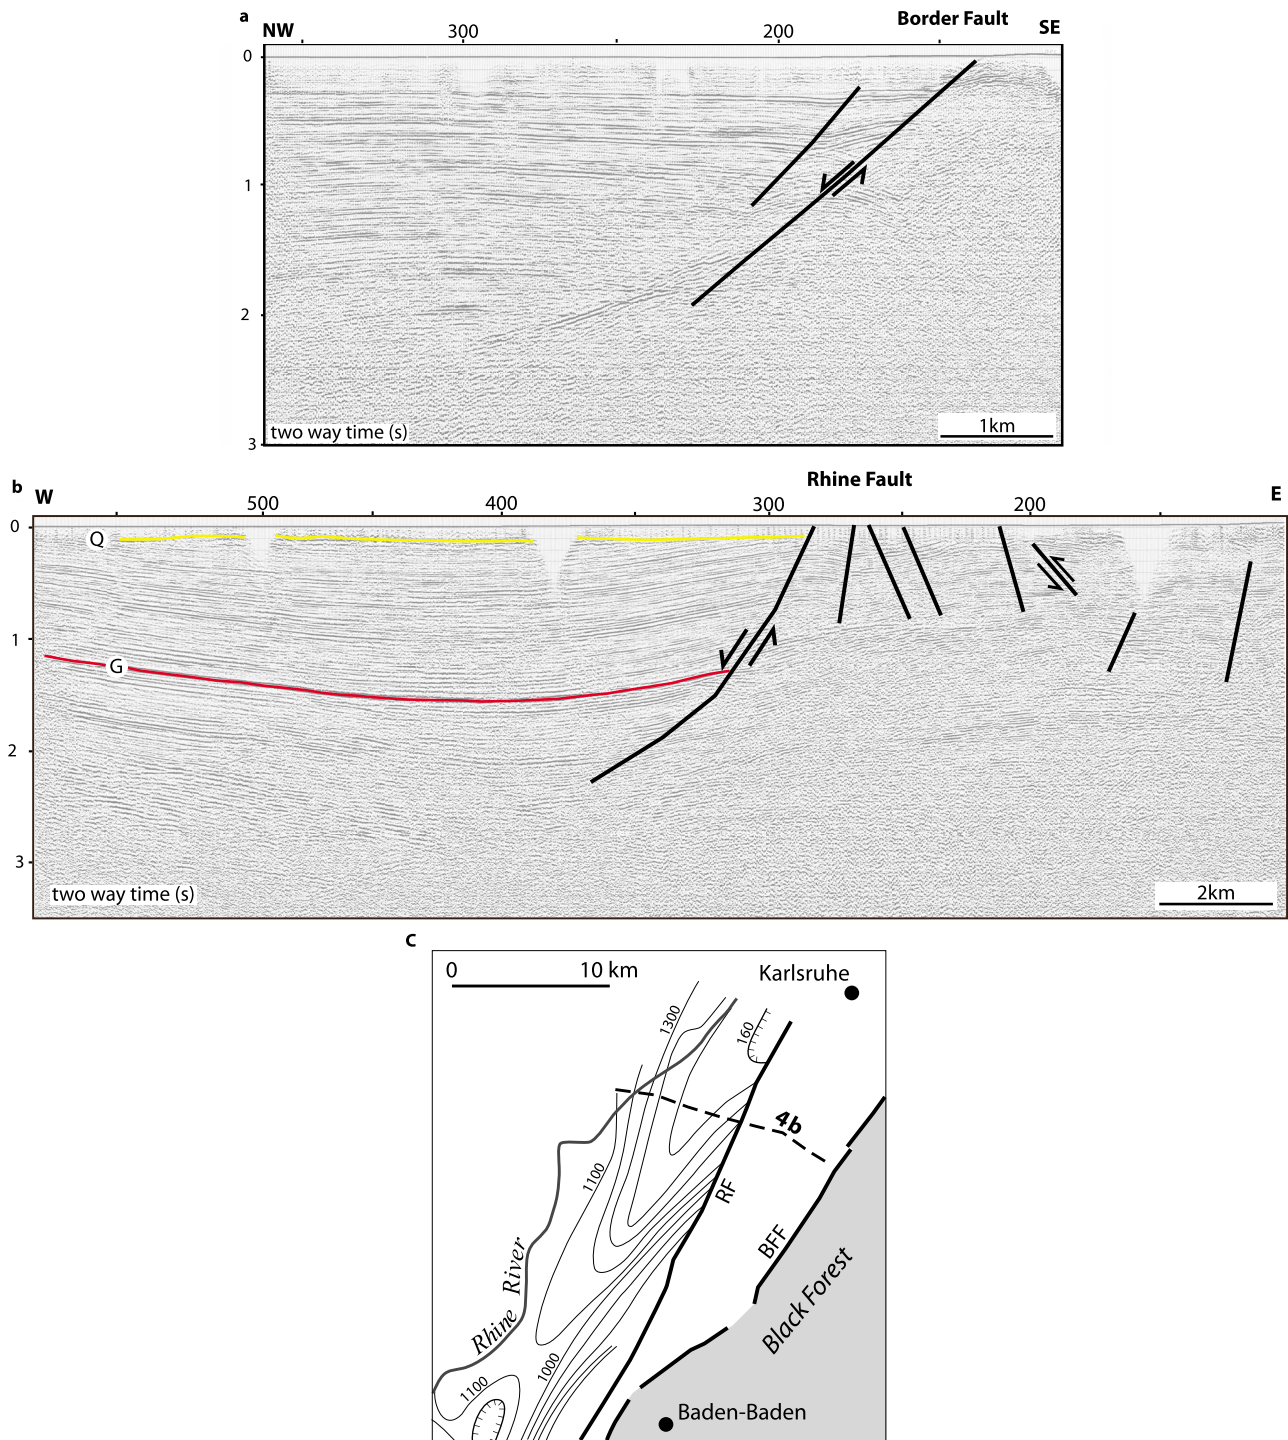 a
NW 300 200 Border Fault SE
0
1
2
3
two way time (s)
1km
b
W 500 400 300 Rhine Fault 200 E
0
Q
1
G
2
3
two way time (s)
2km
C
0 10 km
Karlsruhe
1300
160
4b
1100
RF
BFF
Rhine River
Black Forest
1000
1100
Baden-Baden